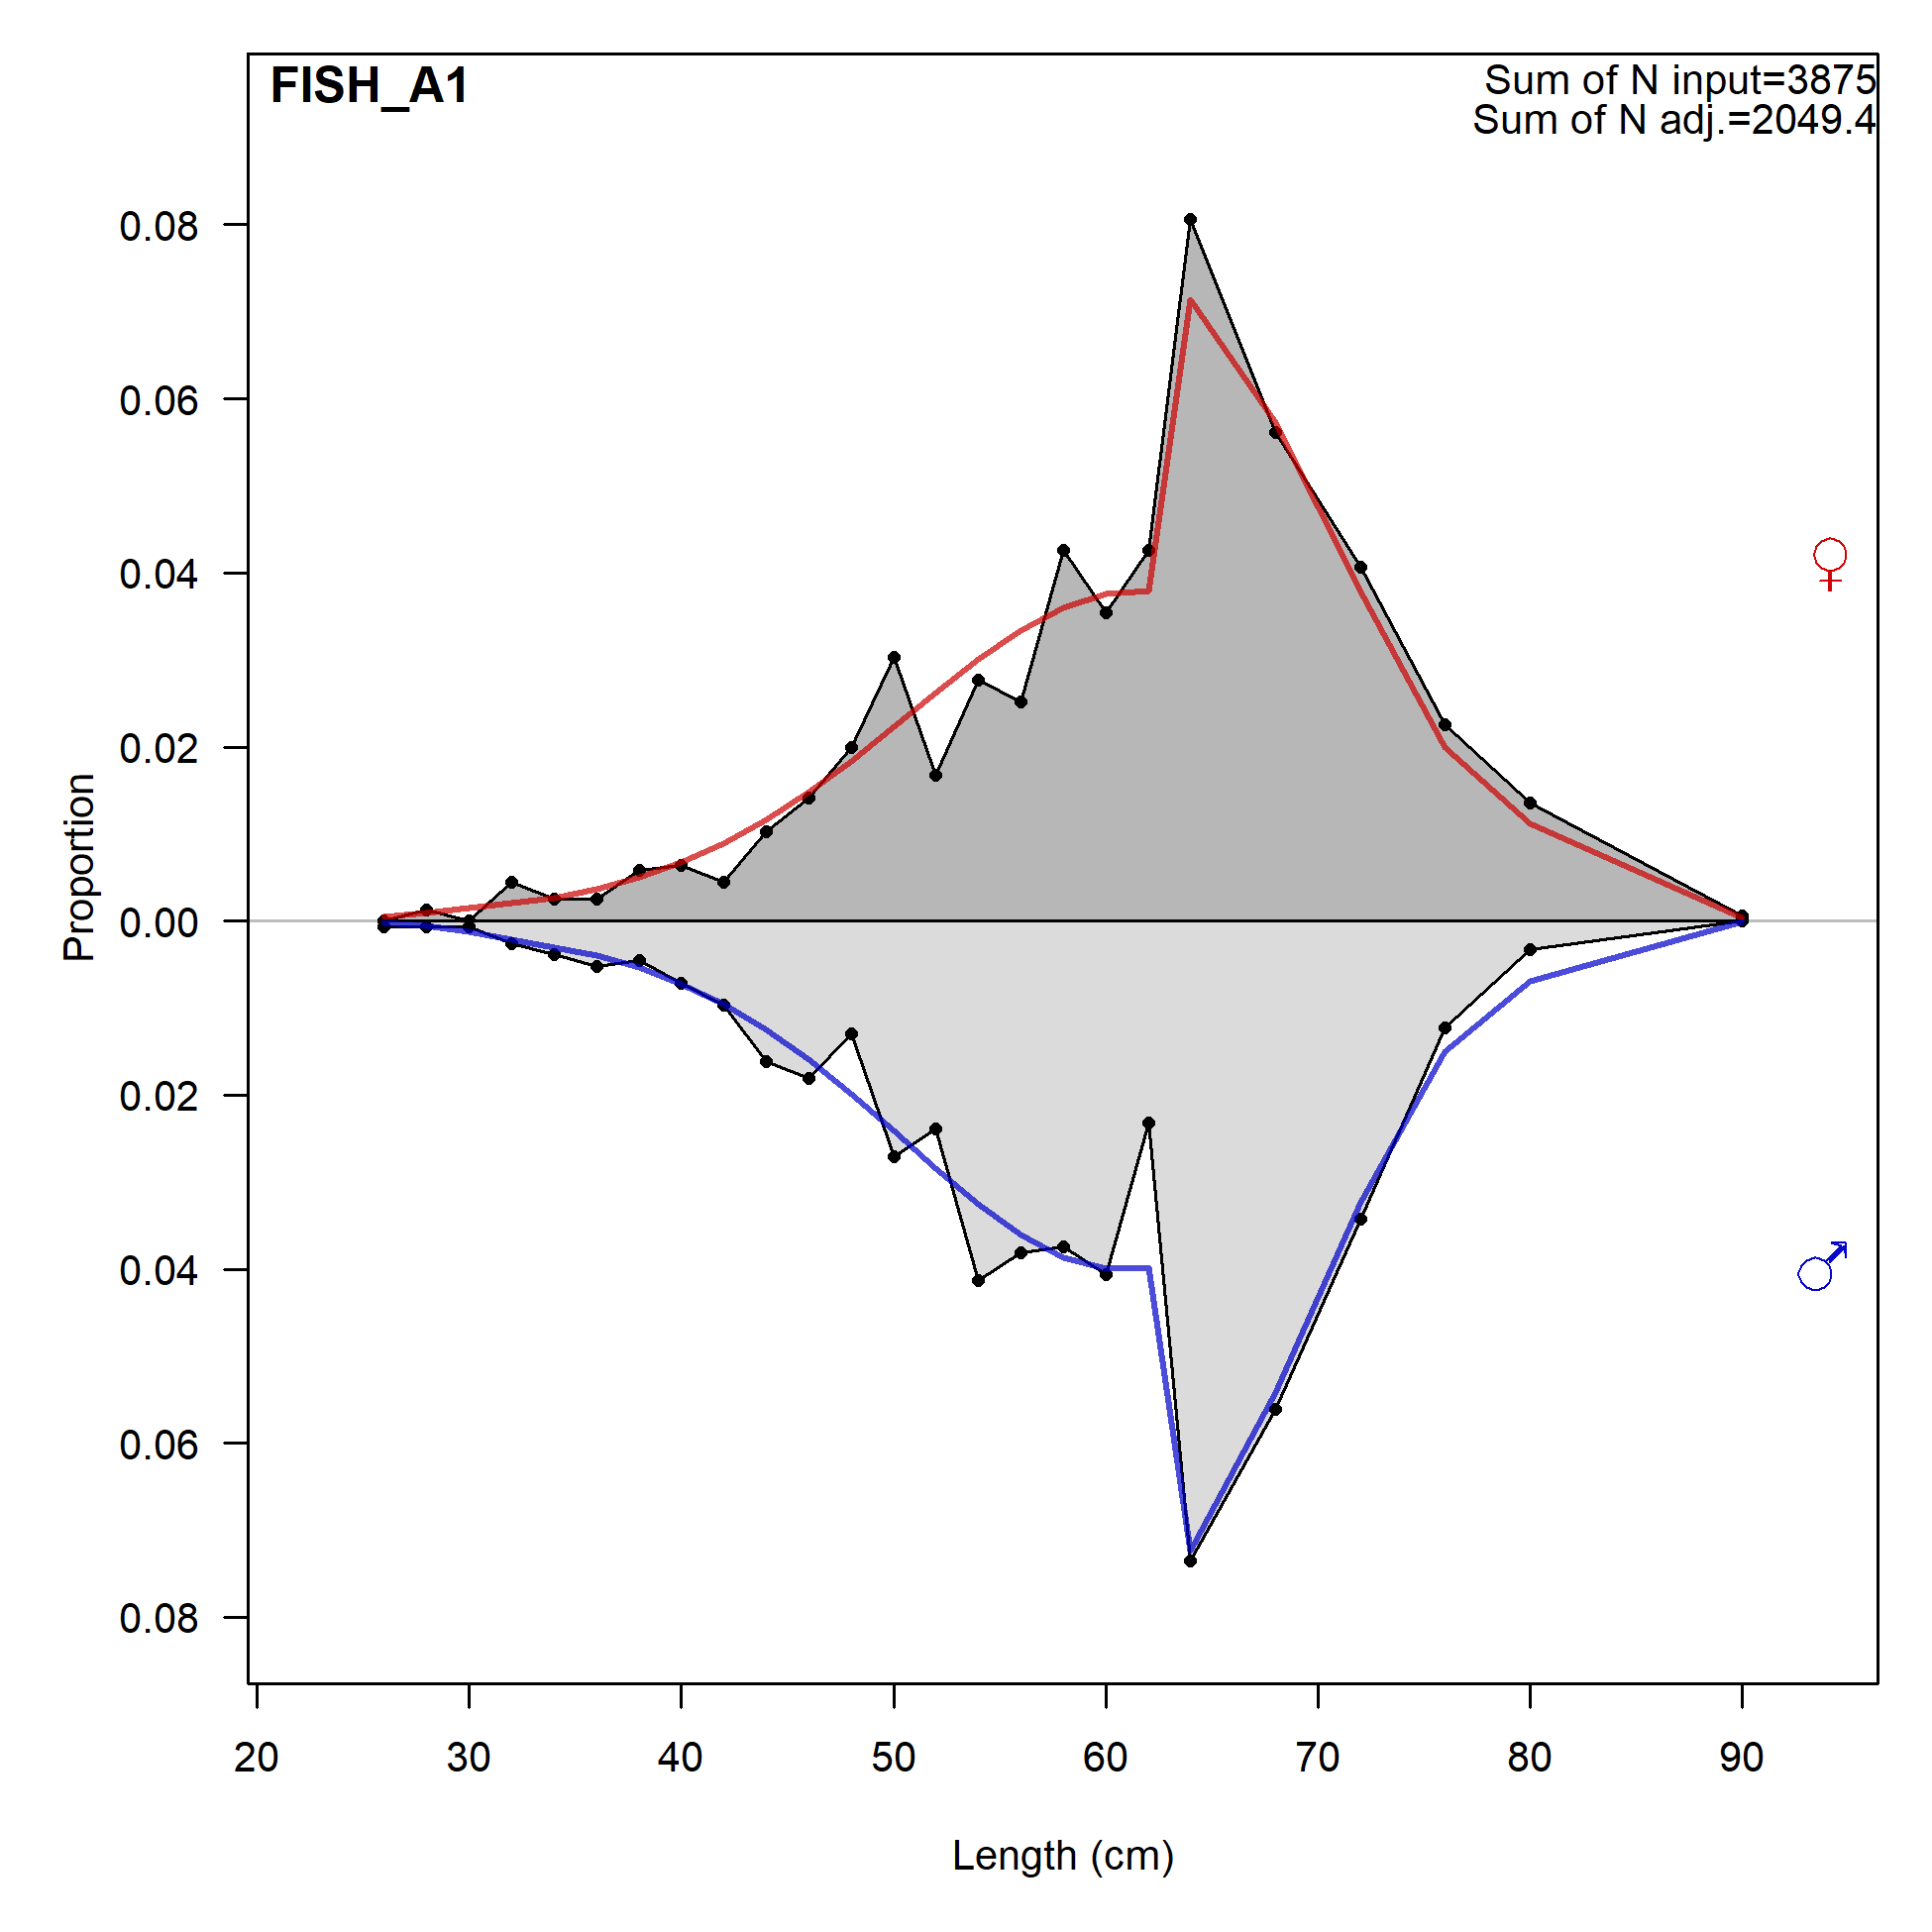 FISH_A1
Sum of N input=3875
Sum of N adj.=2049.4
0.08
0.06
0.04
0.02
0.00
0.02
0.04
0.06
0.08
Proportion
♀
♂
20 30 40 50 60 70 80 90
Length (cm)